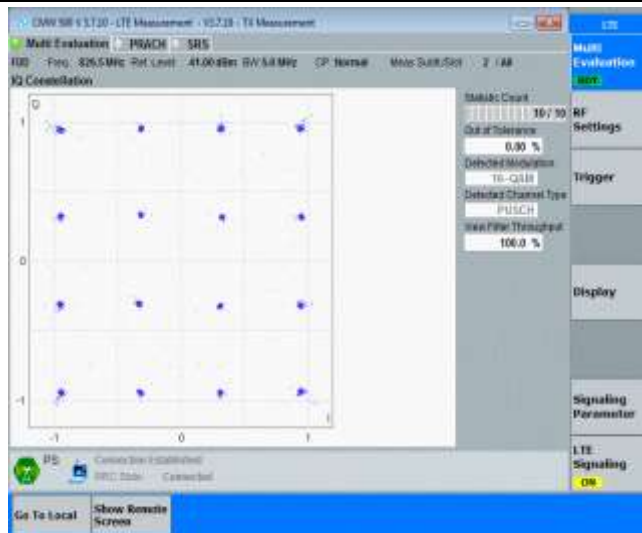 CMW 500 V 3.7.20 - LTE Measurement - V3.7.20 - TX Measurement
Multi Evaluation PRACH SRS
FDD Freq. 826.5 MHz Ref. Level 41.00 dBm BW 5.0 MHz CP Normal Meas Subfr./Slot 2 / All
IQ Constellation
Q
1
0
-1
-1
0
1
I
Statistic Count
10 / 10
Out of Tolerance
0.00 %
Detected Modulation
16-QAM
Detected Channel Type
PUSCH
View Filter Throughput
100.0 %
LTE
Multi
Evaluation
RDY
RF
Settings
Trigger
Display
Signaling
Parameter
LTE
Signaling
ON
PS
Connection Established
RRC State Connected
Go To Local
Show Remote
Screen